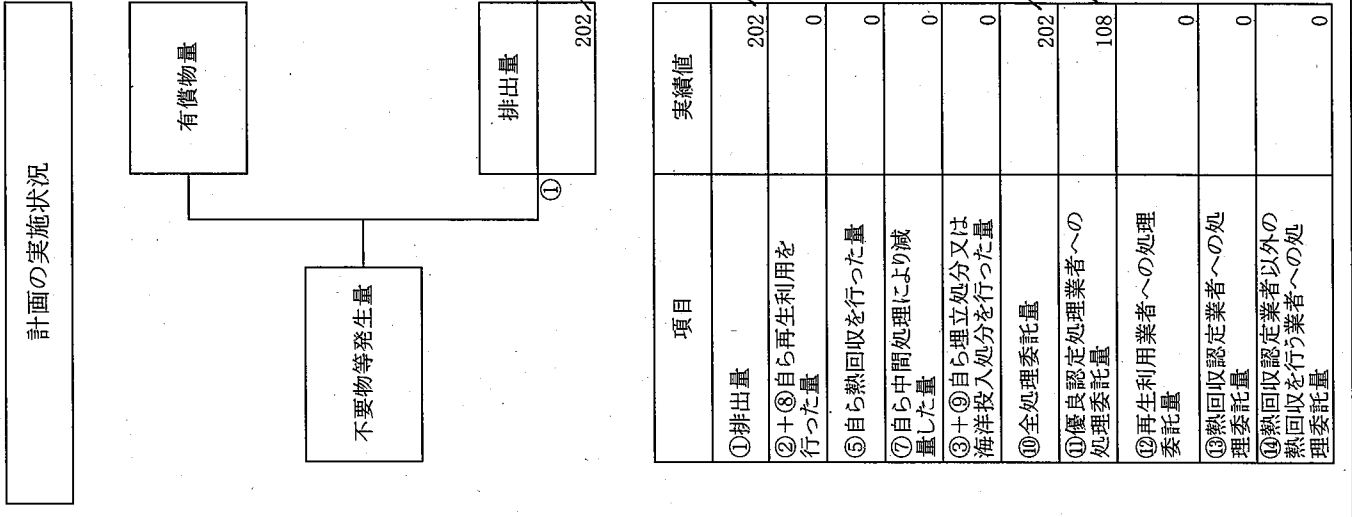 計画の実施状況
有償物量
不要物等発生量
排出量
①
202
項目
実績値
①排出量
202
②+⑧自ら再生利用を
行った量
0
⑤自ら熱回収を行った量
0
⑦自ら中間処理により減
量した量
0
③+⑨自ら埋立処分又は
海洋投入処分を行った量
0
⑩全処理委託量
202
⑪優良認定処理業者への
処理委託量
108
⑫再生利用業者への処理
委託量
0
⑬熱回収認定業者への処
理委託量
0
⑭熱回収認定業者以外の
熱回収を行う業者への処
理委託量
0